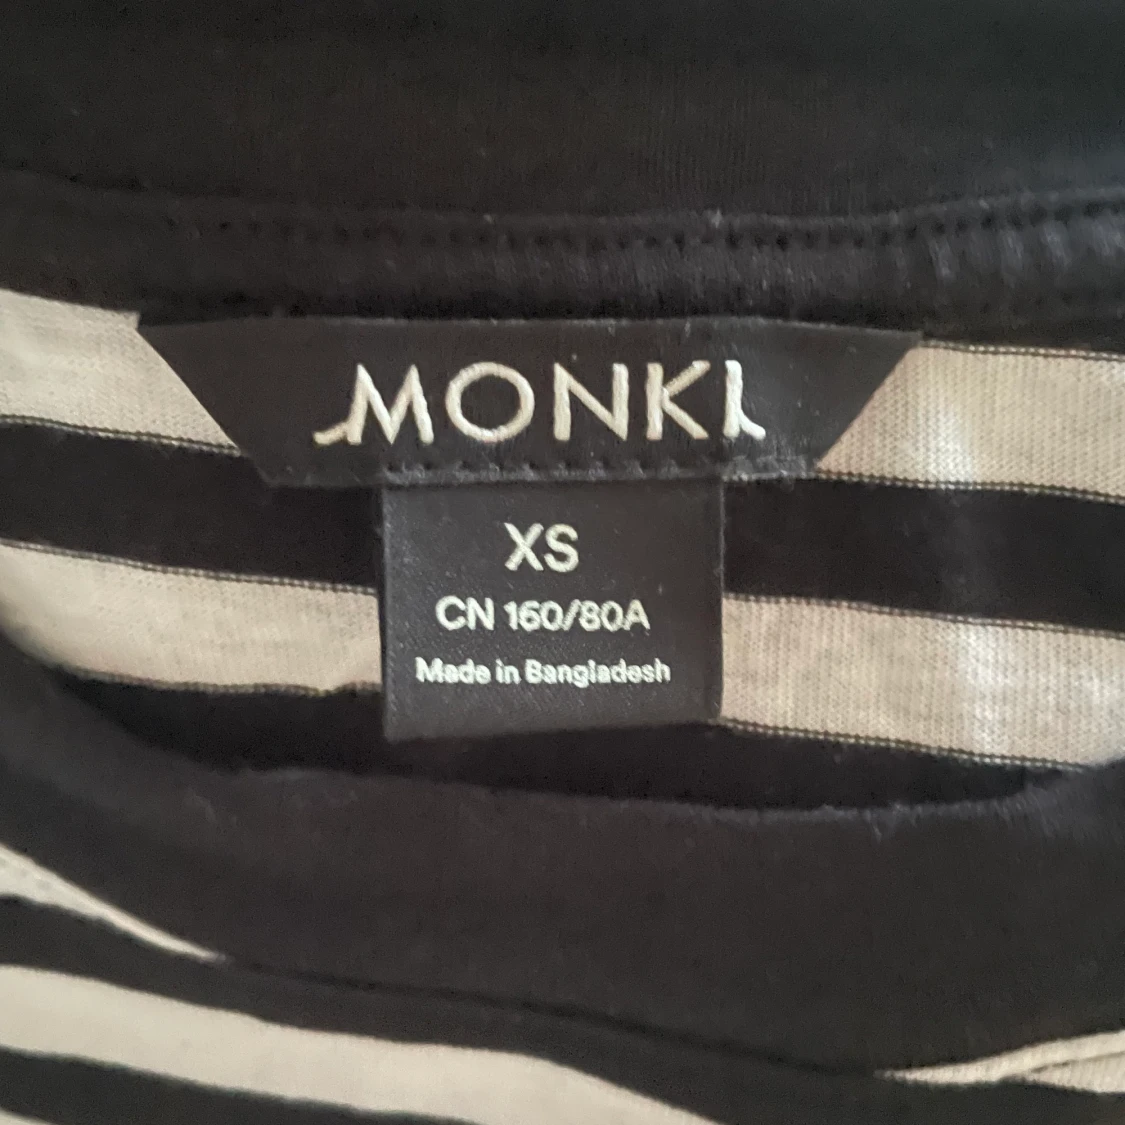 MONKI
XS
CN 160/80A
Made in Bangladesh